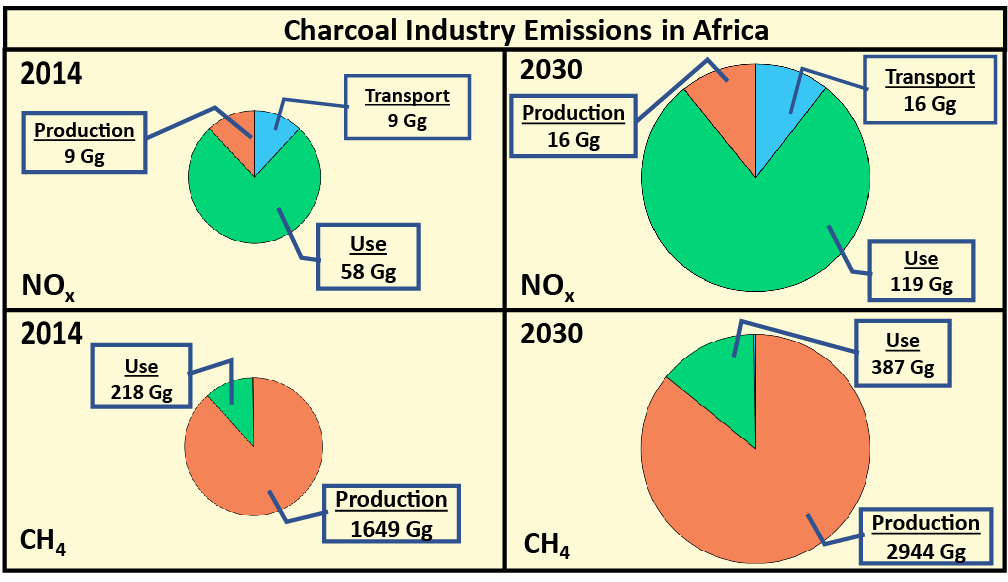 Charcoal Industry Emissions in Africa
2014
Production
9 Gg
Transport
9 Gg
Use
58 Gg
NOₓ
2030
Production
16 Gg
Transport
16 Gg
Use
119 Gg
NOₓ
2014
Use
218 Gg
Production
1649 Gg
CH₄
2030
Use
387 Gg
Production
2944 Gg
CH₄